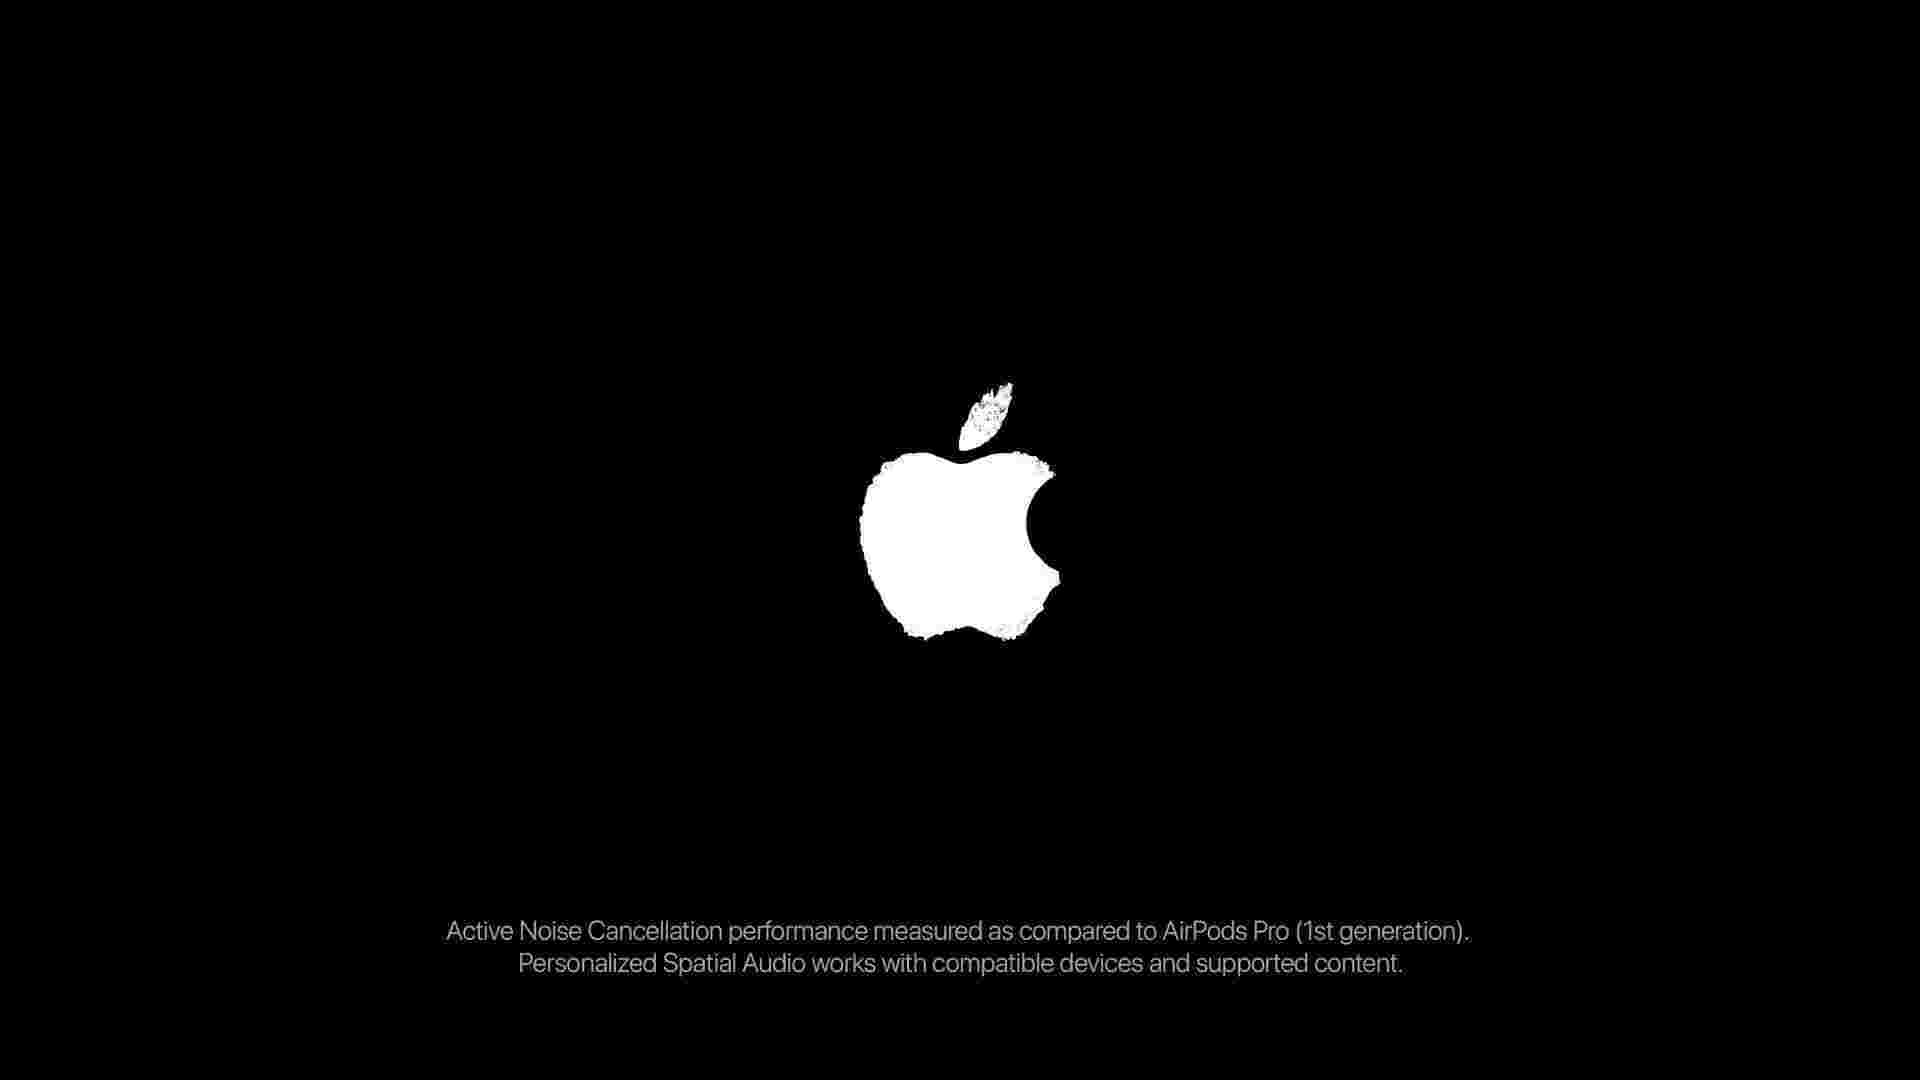 Active Noise Cancellation performance measured as compared to AirPods Pro (1st generation).
Personalized Spatial Audio works with compatible devices and supported content.